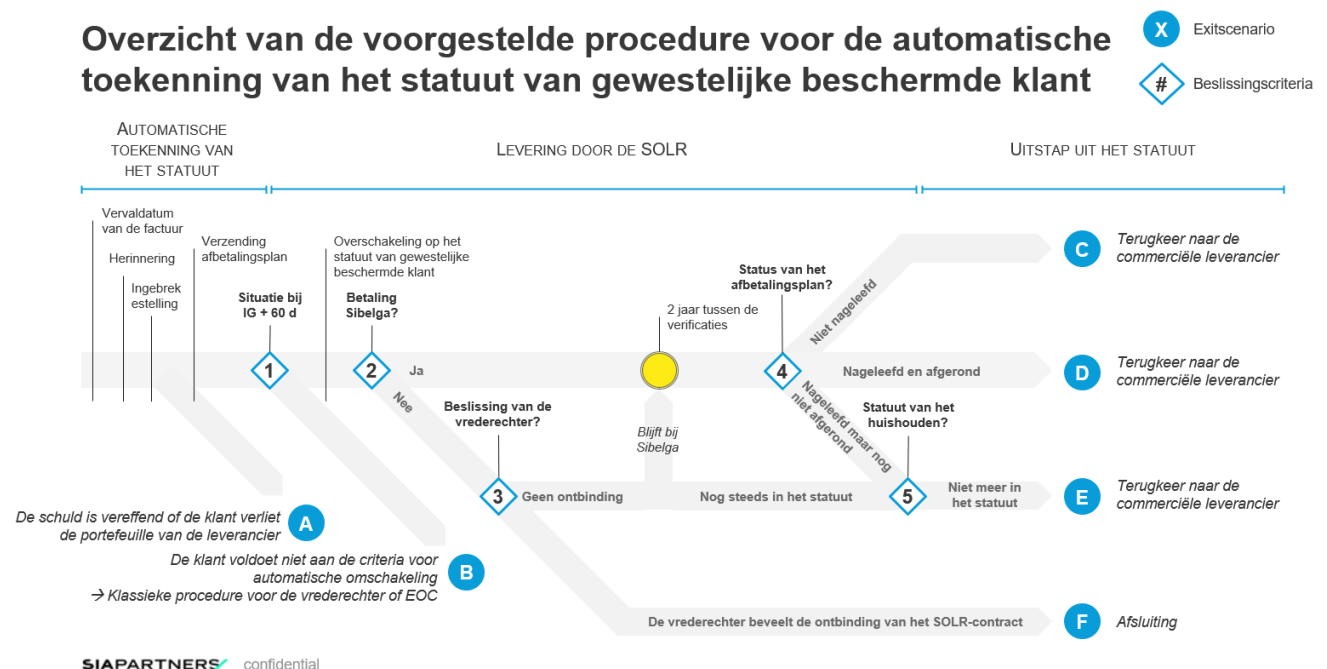 Overzicht van de voorgestelde procedure voor de automatische
toekenning van het statuut van gewestelijke beschermde klant
X Exitscenario
# Beslissingscriteria
AUTOMATISCHE
TOEKENNING VAN
HET STATUUT
LEVERING DOOR DE SOLR
UITSTAP UIT HET STATUUT
Vervaldatum
van de factuur
Herinnering
Ingebrek
estelling
Verzending
afbetalingsplan
Situatie bij
IG + 60 d
1
Overschakeling op het
statuut van gewestelijke
beschermde klant
Betaling
Sibelga?
2
Ja
Nee
Beslissing van de
vrederechter?
3
Geen ontbinding
2 jaar tussen de
verificaties
Blijft bij
Sibelga
Status van het
afbetalingsplan?
4
Niet nageleefd
Nageleefd en afgerond
Nageleefd maar nog
niet afgerond
Statuut van het
huishouden?
Nog steeds in het statuut
5
Niet meer in
het statuut
C
Terugkeer naar de
commerciële leverancier
D
Terugkeer naar de
commerciële leverancier
E
Terugkeer naar de
commerciële leverancier
De schuld is vereffend of de klant verliet
de portefeuille van de leverancier
A
De klant voldoet niet aan de criteria voor
automatische omschakeling
→ Klassieke procedure voor de vrederechter of EOC
B
De vrederechter beveelt de ontbinding van het SOLR-contract
F
Afsluiting
SIAPARTNERS confidential